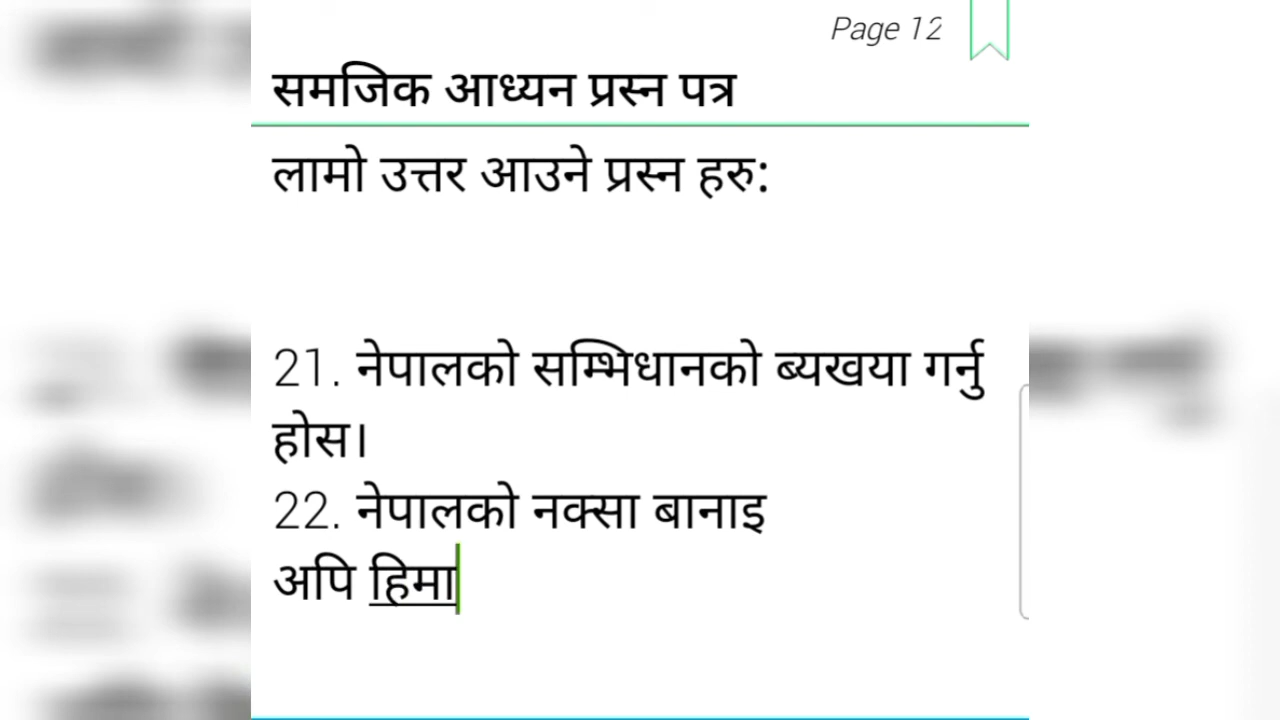 Page 12
समजिक आध्यन प्रस्न पत्र
लामो उत्तर आउने प्रस्न हरु:
21. नेपालको सम्भिधानको ब्यखया गर्नु
होस।
22. नेपालको नक्सा बानाइ
अपि हिमा